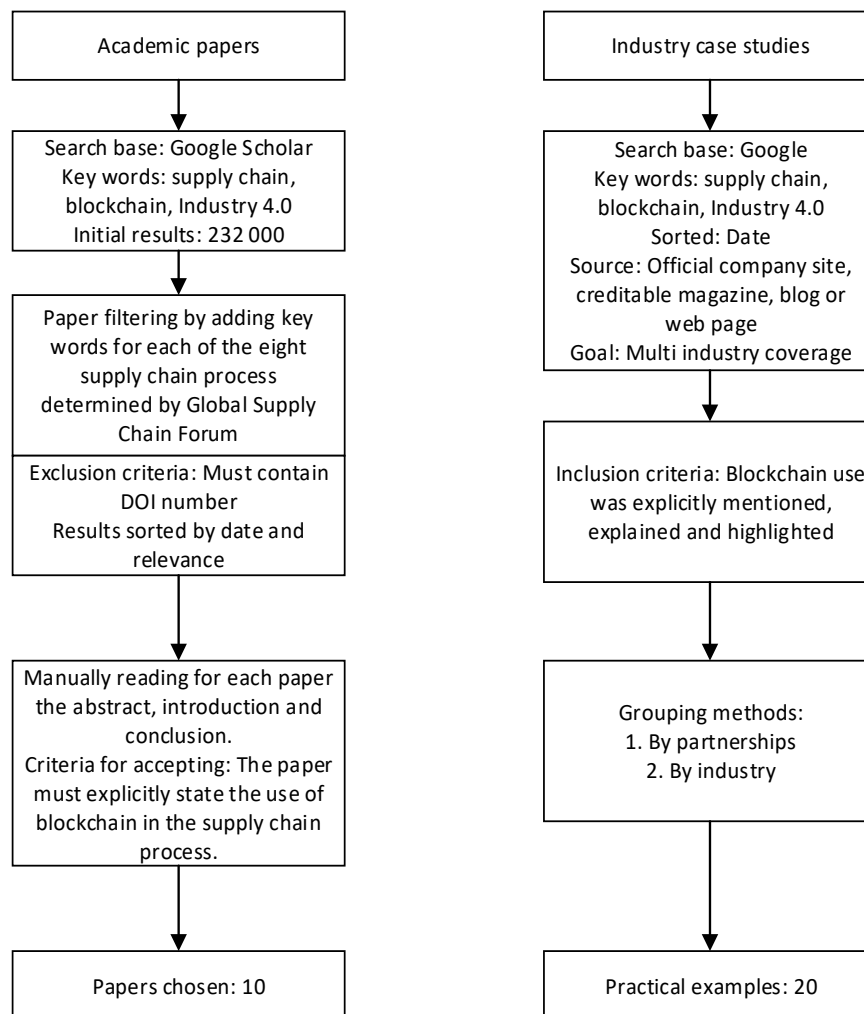 Academic papers
Search base: Google Scholar
Key words: supply chain,
blockchain, Industry 4.0
Initial results: 232 000
Paper filtering by adding key
words for each of the eight
supply chain process
determined by Global Supply
Chain Forum
Exclusion criteria: Must contain
DOI number
Results sorted by date and
relevance
Manually reading for each paper
the abstract, introduction and
conclusion.
Criteria for accepting: The paper
must explicitly state the use of
blockchain in the supply chain
process.
Papers chosen: 10
Industry case studies
Search base: Google
Key words: supply chain,
blockchain, Industry 4.0
Sorted: Date
Source: Official company site,
creditable magazine, blog or
web page
Goal: Multi industry coverage
Inclusion criteria: Blockchain use
was explicitly mentioned,
explained and highlighted
Grouping methods:
1. By partnerships
2. By industry
Practical examples: 20